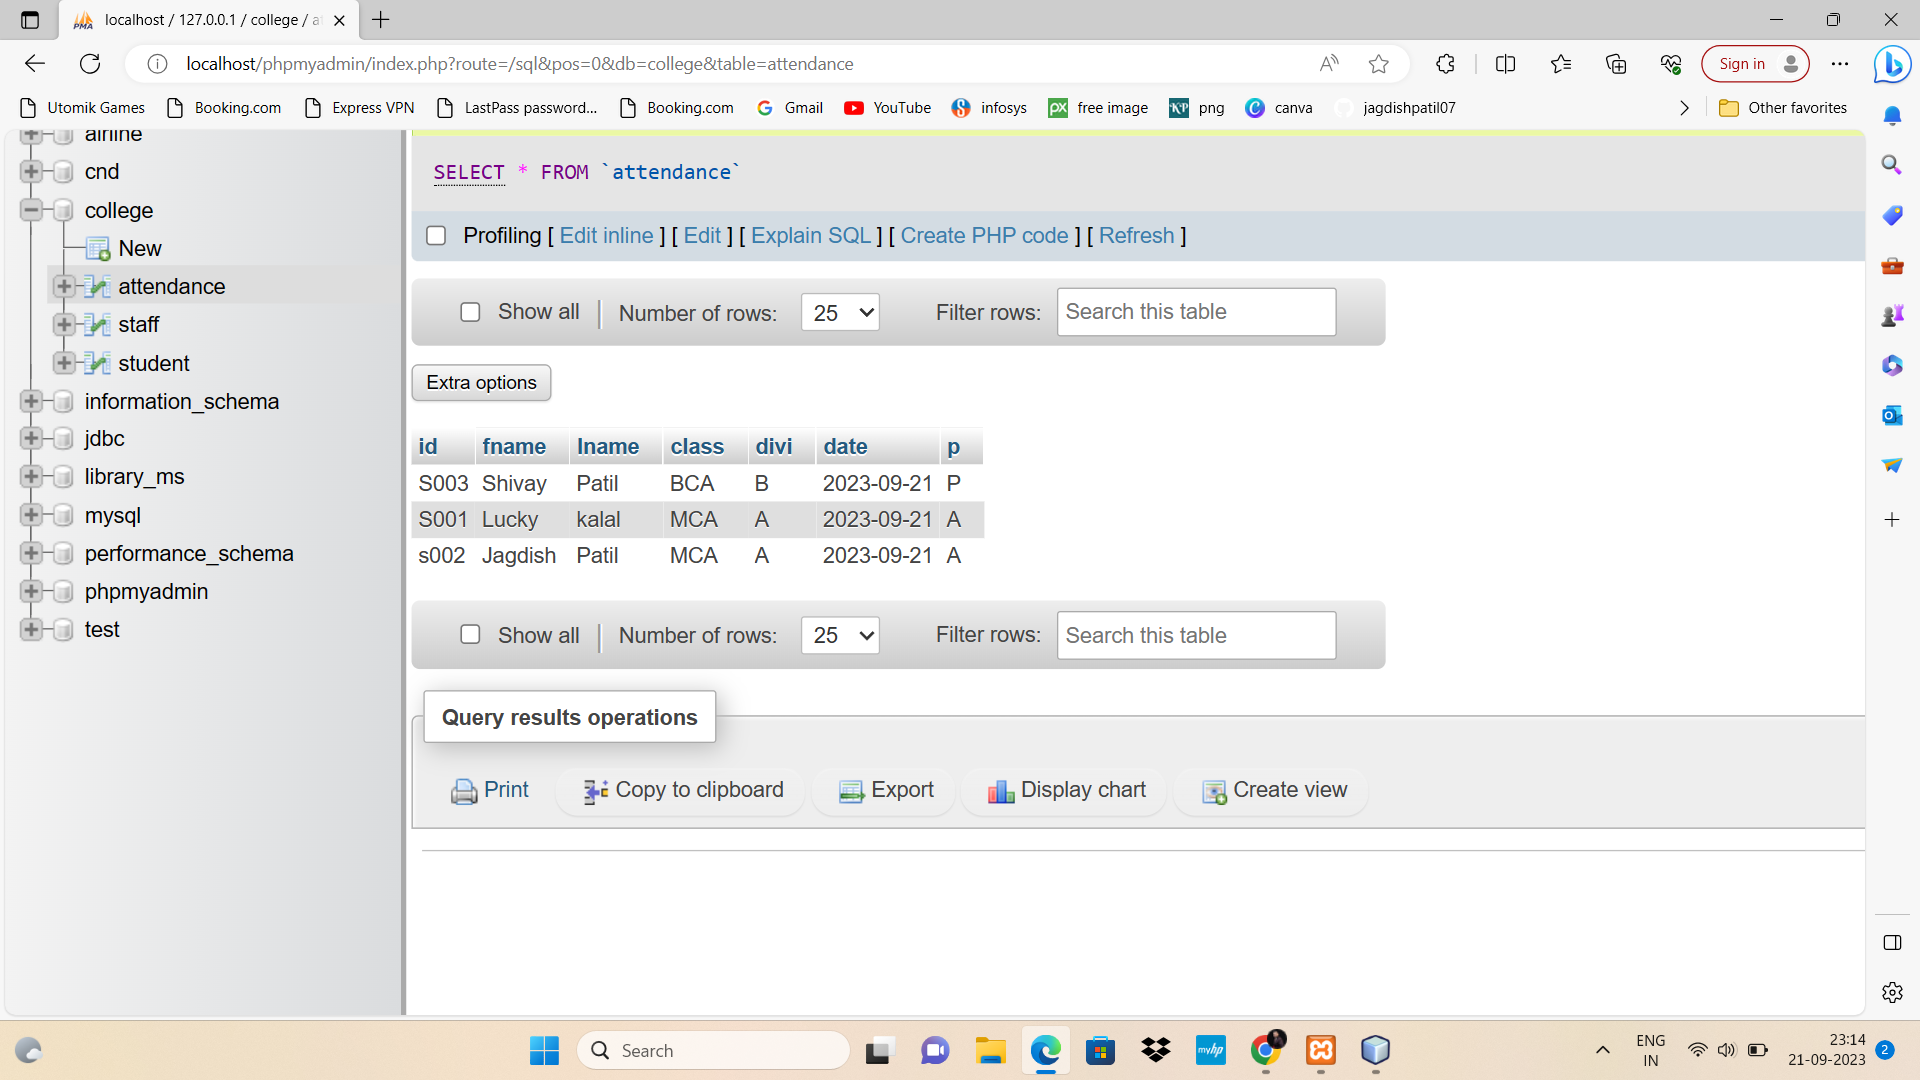 localhost / 127.0.0.1 / college / a
localhost/phpmyadmin/index.php?route=/sql&pos=0&db=college&table=attendance
Sign in
Utomik Games Booking.com Express VPN LastPass password... Booking.com Gmail YouTube infosys free image png canva jagdishpatil07 Other favorites
airline
cnd
college
New
attendance
staff
student
information_schema
jdbc
library_ms
mysql
performance_schema
phpmyadmin
test
SELECT * FROM `attendance`
Profiling [ Edit inline ] [ Edit ] [ Explain SQL ] [ Create PHP code ] [ Refresh ]
Show all Number of rows: 25 Filter rows: Search this table
Extra options
id fname lname class divi date p
S003 Shivay Patil BCA B 2023-09-21 P
S001 Lucky kalal MCA A 2023-09-21 A
s002 Jagdish Patil MCA A 2023-09-21 A
Show all Number of rows: 25 Filter rows: Search this table
Query results operations
Print Copy to clipboard Export Display chart Create view
Search
ENG
IN
23:14
21-09-2023
2